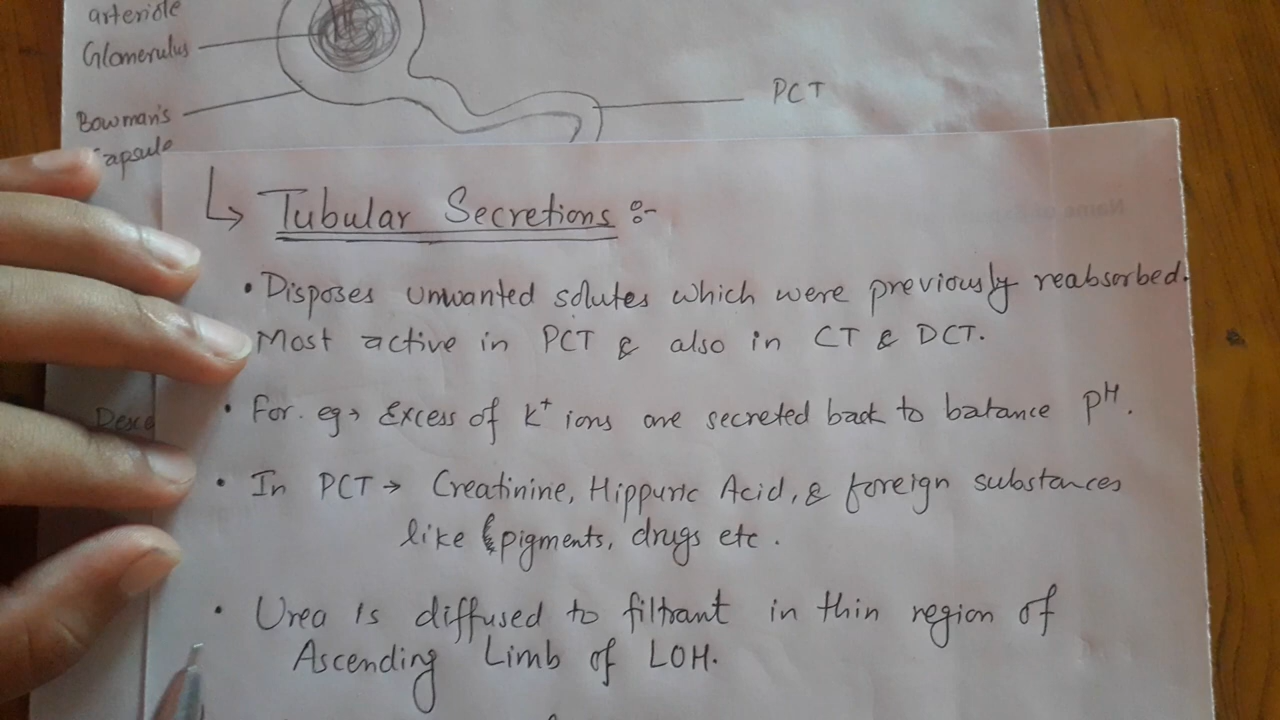 arteriole
Glomerulus
Bowman's
Capsule
PCT
↳ Tubular Secretions :-
• Disposes unwanted solutes which were previously reabsorbed.
Most active in PCT & also in CT & DCT.
• For. eg → Excess of K⁺ ions are secreted back to balance pH.
• In PCT → Creatinine, Hippuric Acid, & foreign substances
like pigments, drugs etc.
• Urea is diffused to filtrant in thin region of
Ascending Limb of LOH.